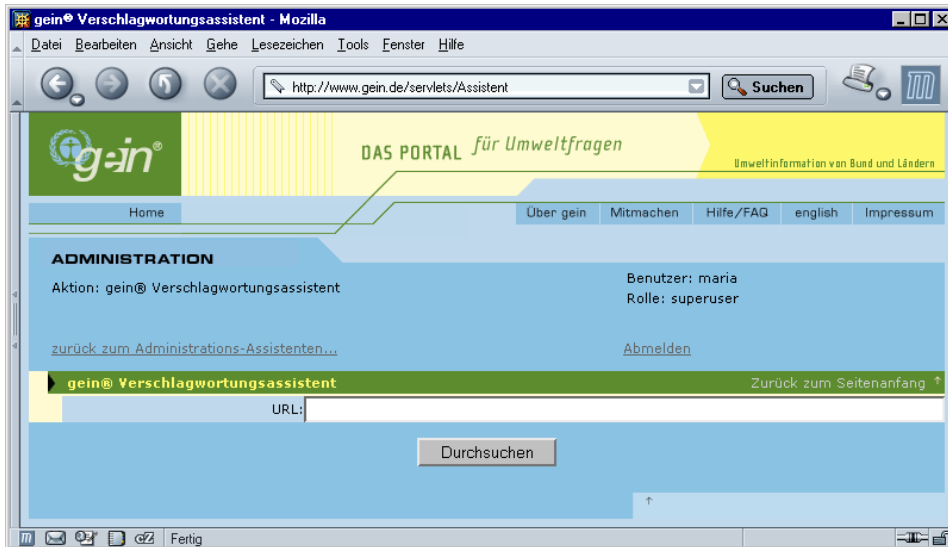 gein® Verschlagwortungsassistent - Mozilla
Datei Bearbeiten Ansicht Gehe Lesezeichen Tools Fenster Hilfe
http://www.gein.de/servlets/Assistent Suchen
gein®
DAS PORTAL für Umweltfragen
Umweltinformation von Bund und Ländern
Home Über gein Mitmachen Hilfe/FAQ english Impressum
ADMINISTRATION
Aktion: gein® Verschlagwortungsassistent
Benutzer: maria
Rolle: superuser
zurück zum Administrations-Assistenten... Abmelden
gein® Verschlagwortungsassistent Zurück zum Seitenanfang ↑
URL:
Durchsuchen
↑
Fertig